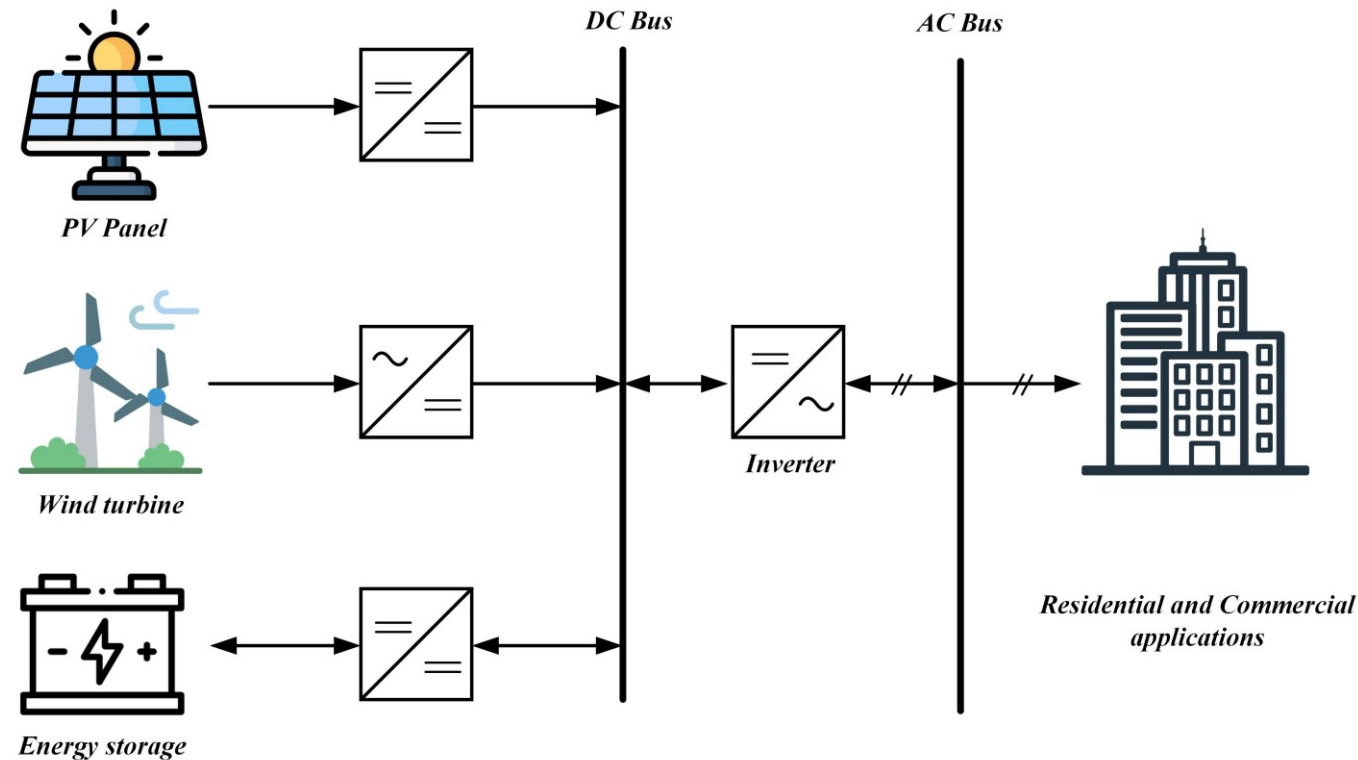 DC Bus
AC Bus
PV Panel
Wind turbine
Inverter
Residential and Commercial
applications
Energy storage